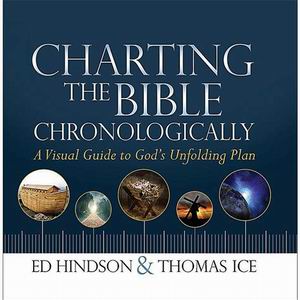 CHARTING
THE BIBLE
CHRONOLOGICALLY
A Visual Guide to God's Unfolding Plan
ED HINDSON & THOMAS ICE